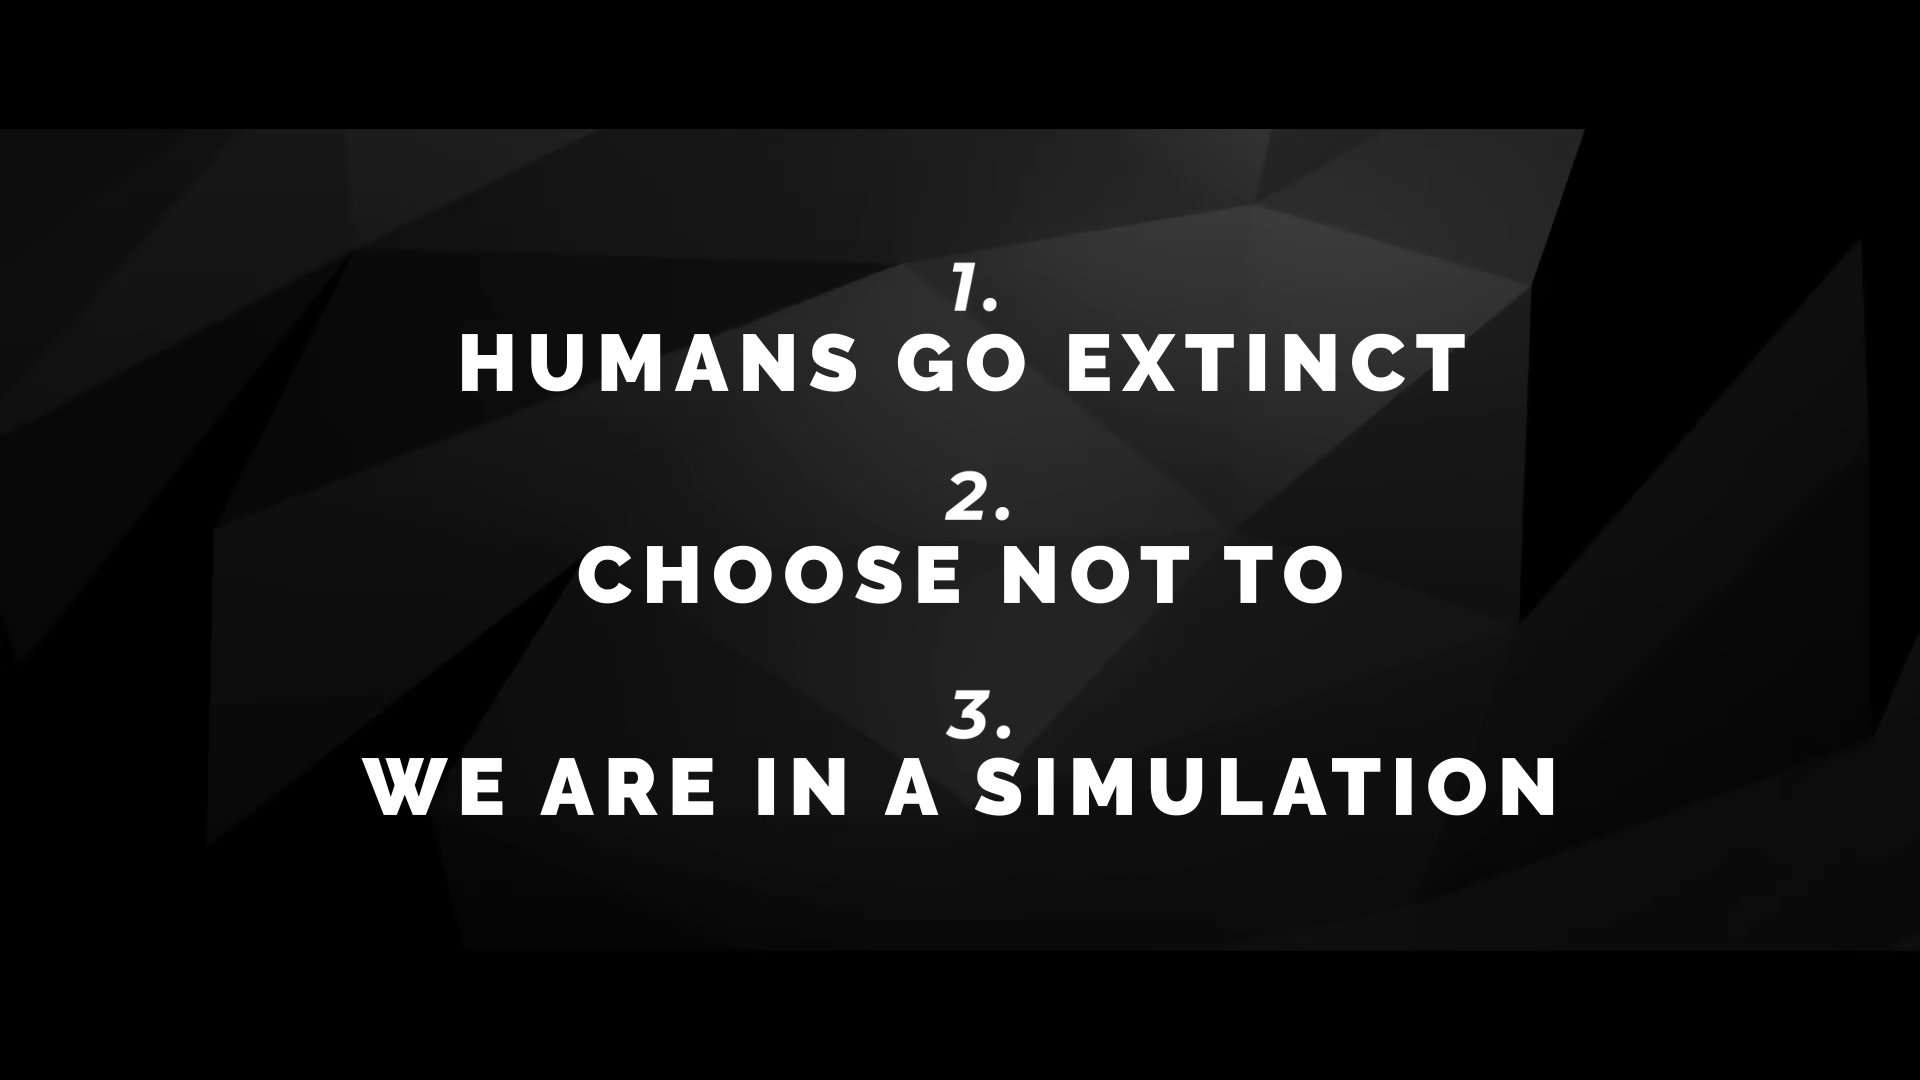 1.
HUMANS GO EXTINCT
2.
CHOOSE NOT TO
3.
WE ARE IN A SIMULATION